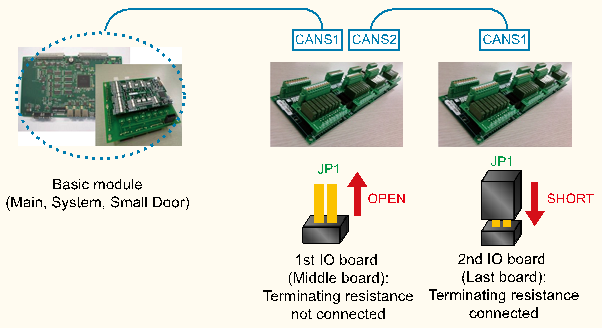 CANS1
CANS2
CANS1
JP1
OPEN
JP1
SHORT
Basic module
(Main, System, Small Door)
1st IO board
(Middle board):
Terminating resistance
not connected
2nd IO board
(Last board):
Terminating resistance
connected